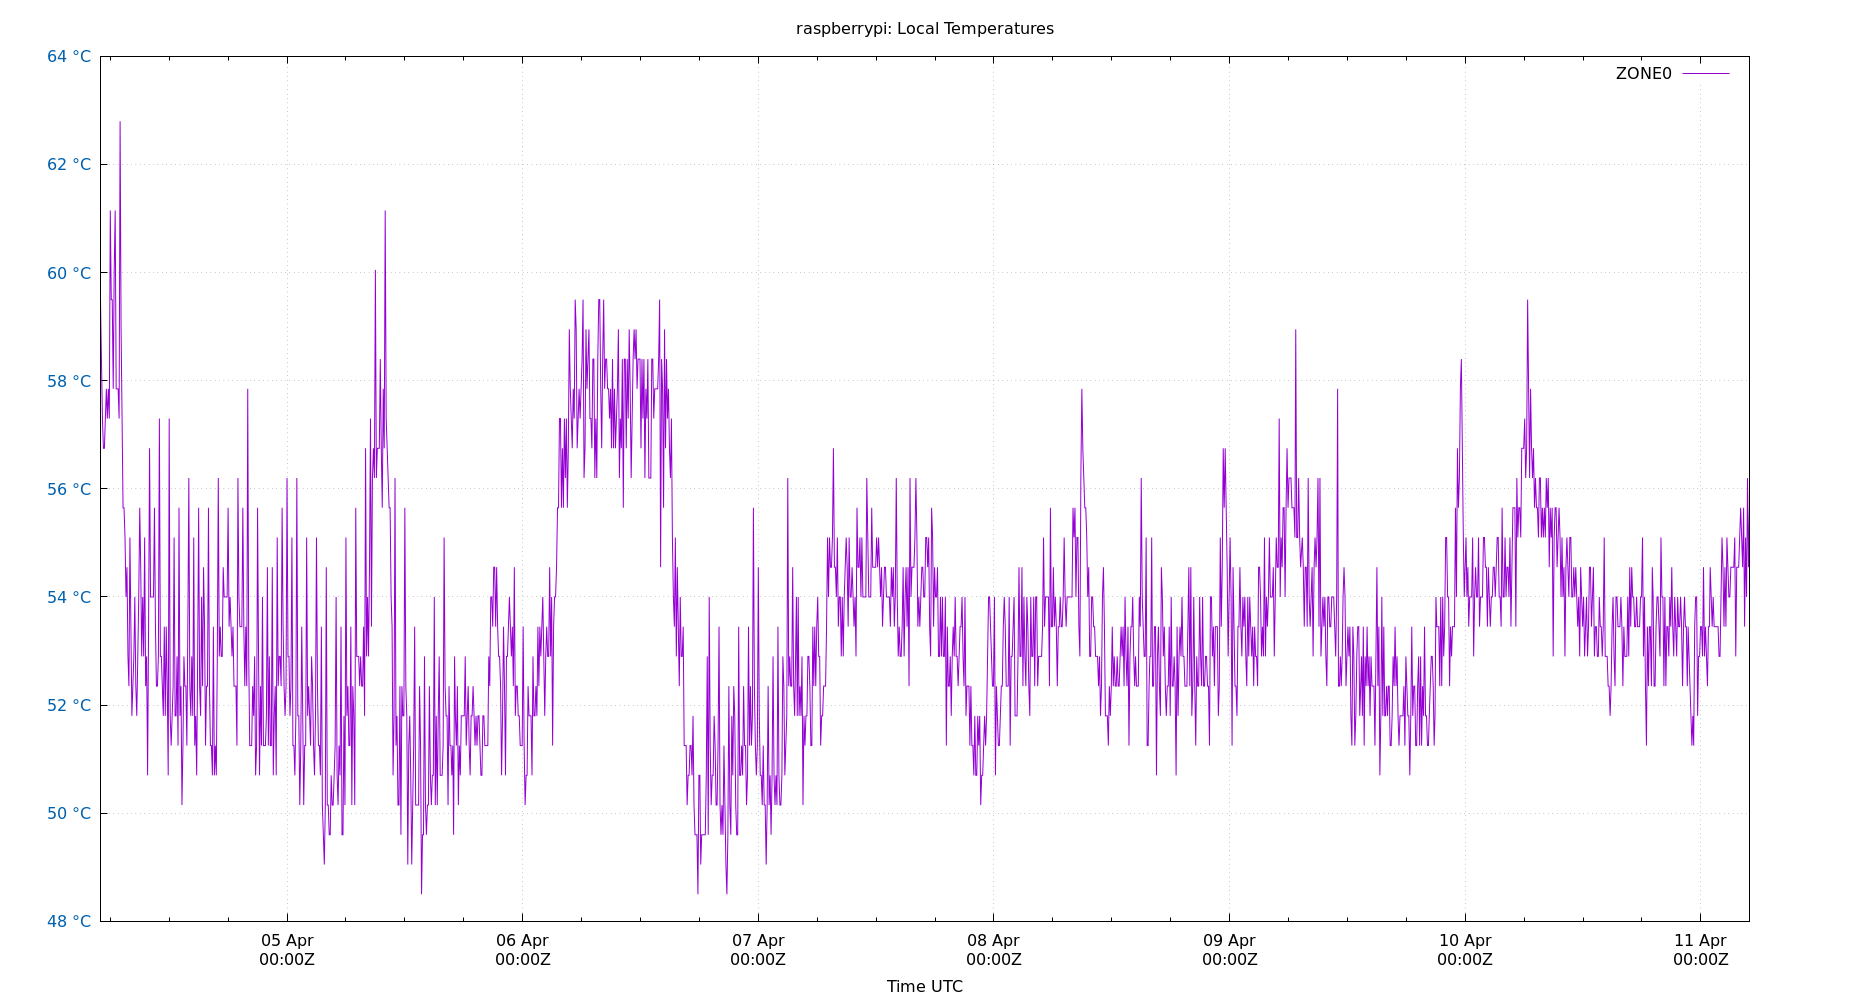 raspberrypi: Local Temperatures
64 °C
ZONE0
62 °C
60 °C
58 °C
56 °C
54 °C
52 °C
50 °C
48 °C
05 Apr 06 Apr 07 Apr 08 Apr 09 Apr 10 Apr 11 Apr
00:00Z 00:00Z 00:00Z 00:00Z 00:00Z 00:00Z 00:00Z
Time UTC